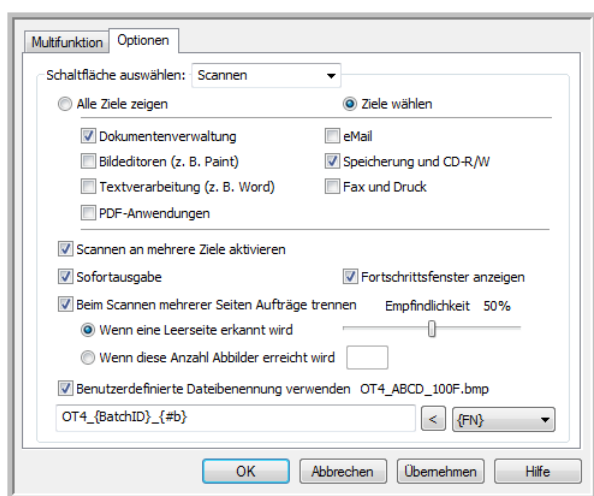 Multifunktion Optionen
Schaltfläche auswählen: Scannen
Alle Ziele zeigen Ziele wählen
Dokumentenverwaltung eMail
Bildeditoren (z. B. Paint) Speicherung und CD-R/W
Textverarbeitung (z. B. Word) Fax und Druck
PDF-Anwendungen
Scannen an mehrere Ziele aktivieren
Sofortausgabe Fortschrittsfenster anzeigen
Beim Scannen mehrerer Seiten Aufträge trennen Empfindlichkeit 50%
Wenn eine Leerseite erkannt wird
Wenn diese Anzahl Abbilder erreicht wird
Benutzerdefinierte Dateibenennung verwenden OT4_ABCD_100F.bmp
OT4_{BatchID}_{#b} < {FN}
OK Abbrechen Übernehmen Hilfe